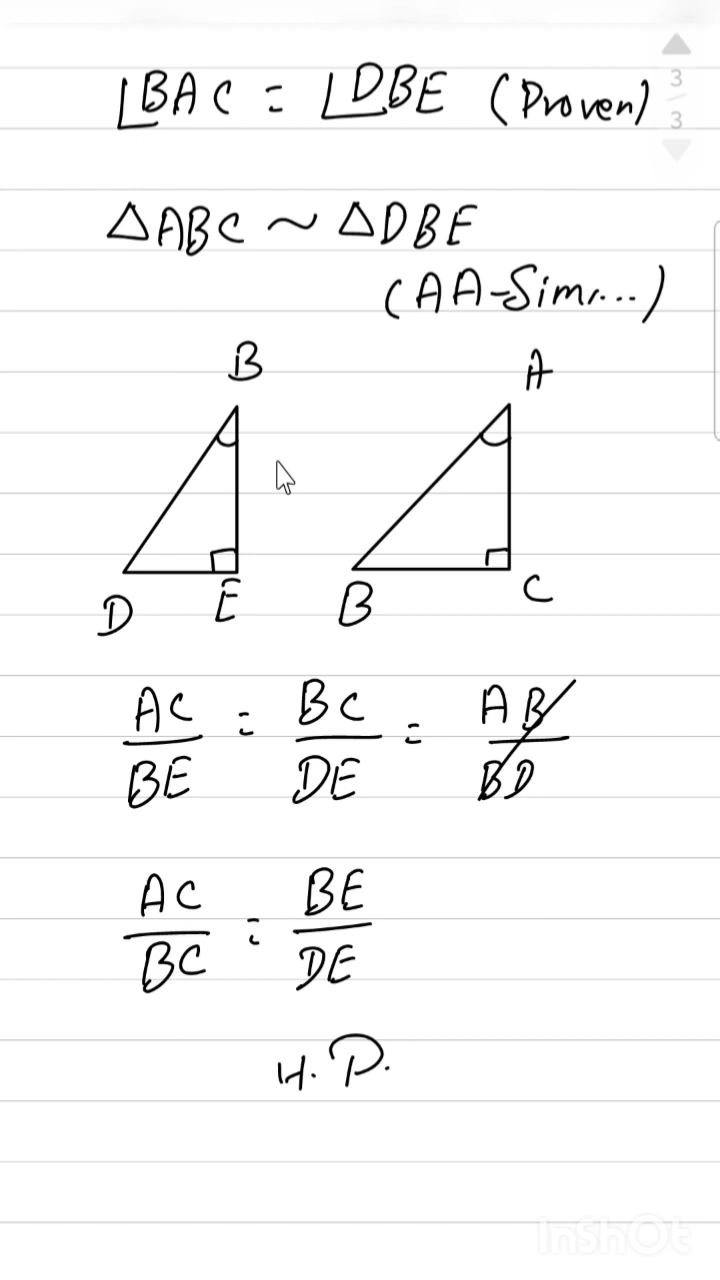 ∠BAC = ∠DBE (Proven)
3
3
△ABC ~ △DBE
(AA-Sim....)
B
A
D E B C
AC/BE = BC/DE = AB/BD
AC/BC = BE/DE
H.P.
InShOt